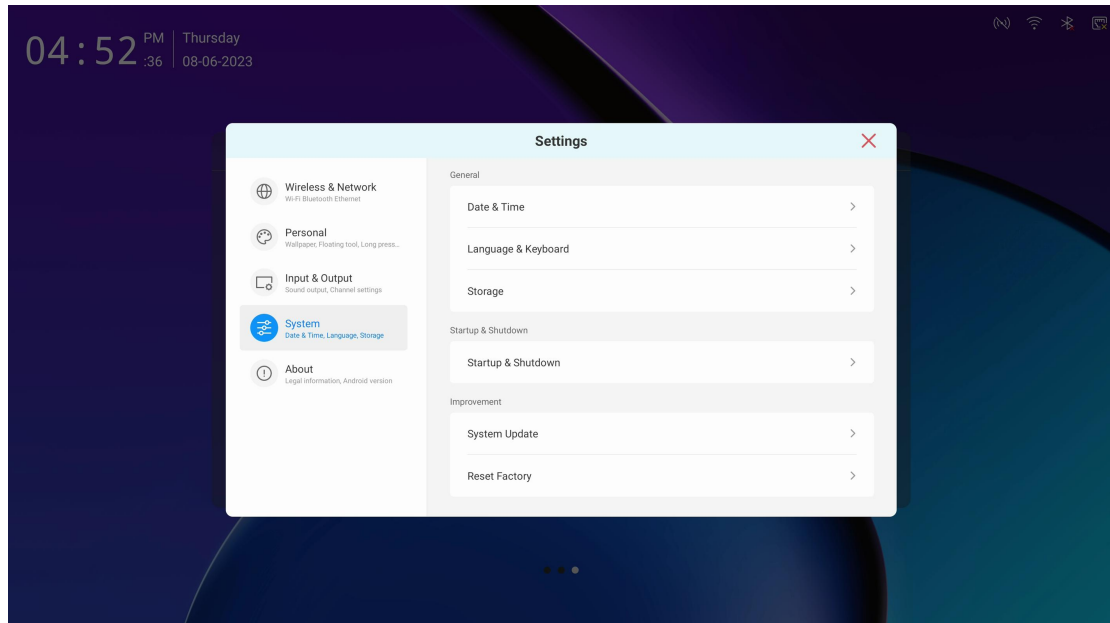 04:52 PM :36
Thursday
08-06-2023
Settings
Wireless & Network
Wi-Fi Bluetooth Ethernet
Personal
Wallpaper, Floating tool, Long press...
Input & Output
Sound output, Channel settings
System
Date & Time, Language, Storage
About
Legal information, Android version
General
Date & Time
Language & Keyboard
Storage
Startup & Shutdown
Startup & Shutdown
Improvement
System Update
Reset Factory